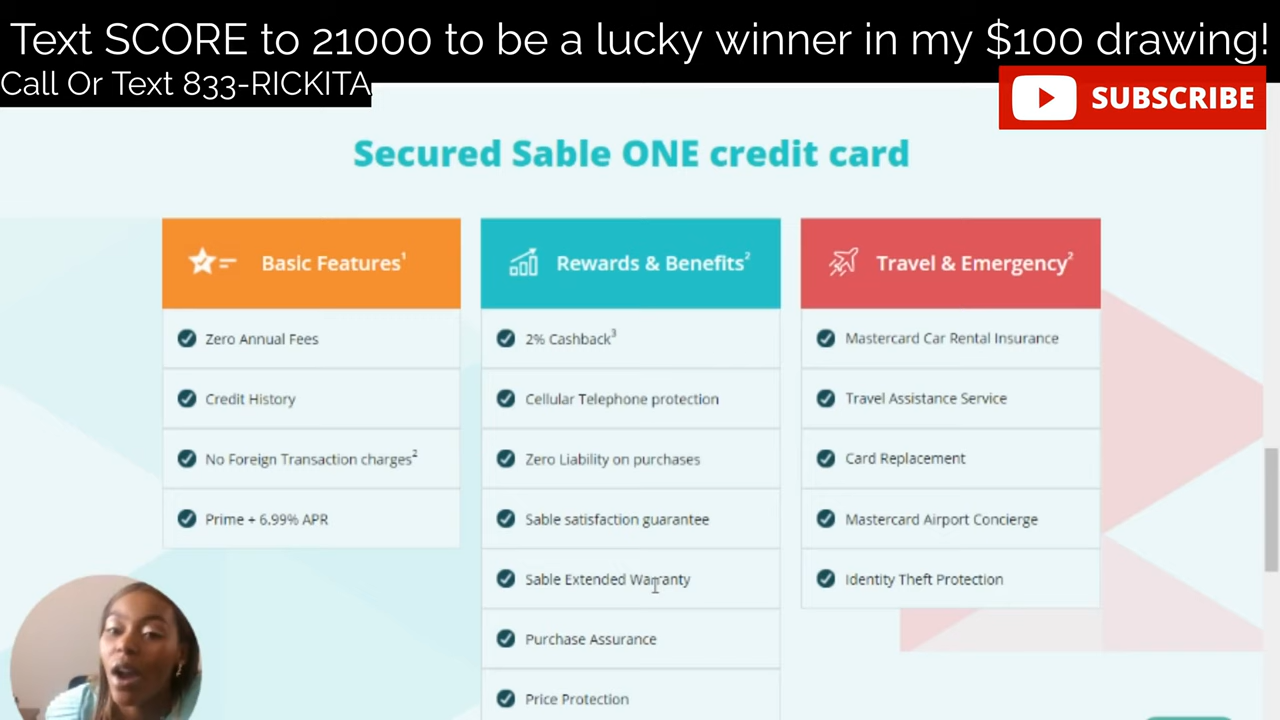 Text SCORE to 21000 to be a lucky winner in my $100 drawing!
Call Or Text 833-RICKITA
SUBSCRIBE
Secured Sable ONE credit card
Basic Features¹
Zero Annual Fees
Credit History
No Foreign Transaction charges²
Prime + 6.99% APR
Rewards & Benefits²
2% Cashback³
Cellular Telephone protection
Zero Liability on purchases
Sable satisfaction guarantee
Sable Extended Warranty
Purchase Assurance
Price Protection
Travel & Emergency²
Mastercard Car Rental Insurance
Travel Assistance Service
Card Replacement
Mastercard Airport Concierge
Identity Theft Protection